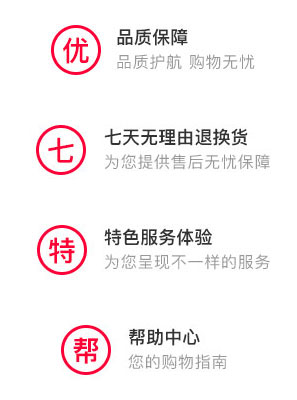 优
品质保障
品质护航 购物无忧
七
七天无理由退换货
为您提供售后无忧保障
特
特色服务体验
为您呈现不一样的服务
帮
帮助中心
您的购物指南